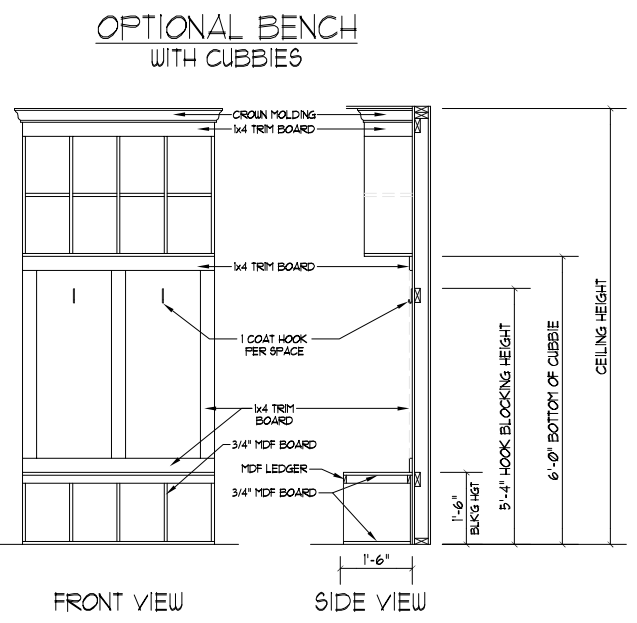 OPTIONAL BENCH
WITH CUBBIES
CROWN MOLDING
1x4 TRIM BOARD
1x4 TRIM BOARD
1 COAT HOOK
PER SPACE
1x4 TRIM
BOARD
3/4" MDF BOARD
MDF LEDGER
3/4" MDF BOARD
1'-6"
BLK'G HGT
5'-4" HOOK BLOCKING HEIGHT
6'-0" BOTTOM OF CUBBIE
CEILING HEIGHT
1'-6"
FRONT VIEW
SIDE VIEW